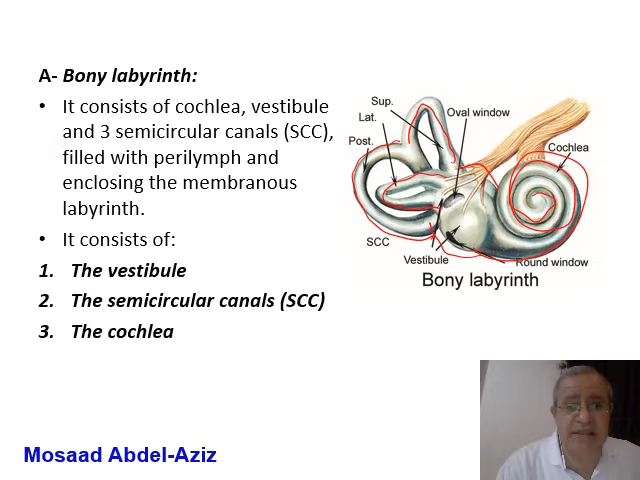 A- Bony labyrinth:
• It consists of cochlea, vestibule
and 3 semicircular canals (SCC),
filled with perilymph and
enclosing the membranous
labyrinth.
• It consists of:
1. The vestibule
2. The semicircular canals (SCC)
3. The cochlea
Sup.
Lat.
Oval window
Post.
Cochlea
SCC
Vestibule
Round window
Bony labyrinth
Mosaad Abdel-Aziz